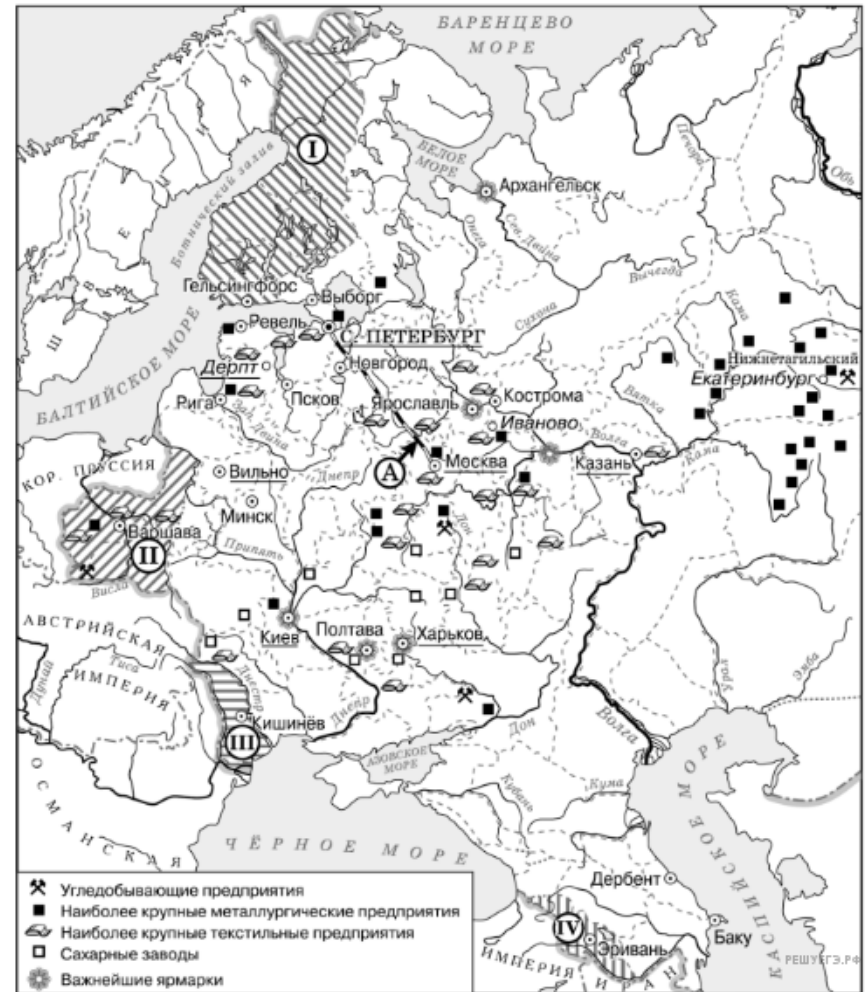 БАРЕНЦЕВО
МОРЕ
БЕЛОЕ
МОРЕ
Архангельск
Печора
Обь
Ботнический залив
Онега
Сев. Двина
Вычегда
Сухона
Кама
Ш В Е Ц И Я
I
Гельсингфорс
Выборг
Ревель
С. ПЕТЕРБУРГ
Дерпт
Новгород
БАЛТИЙСКОЕ МОРЕ
Псков
Рига
Зап. Двина
Ярославль
Кострома
Иваново
Вятка
Нижнетагильский
Екатеринбург
Волга
Казань
Кама
А
Москва
Днепр
КОР. ПРУССИЯ
Вильно
Минск
Варшава
II
Припять
Висла
Дон
АВСТРИЙСКАЯ
ИМПЕРИЯ
Киев
Полтава
Харьков
Тиса
Дунай
Днестр
Днепр
Кишинёв
III
Урал
Эмба
Волга
Дон
АЗОВСКОЕ
МОРЕ
Кубань
Кума
ОСМАНСКАЯ
ЧЁРНОЕ МОРЕ
КАСПИЙСКОЕ МОРЕ
Дербент
Баку
IV
Эривань
ИМПЕРИЯ
ИРАН
РЕШУЕГЭ.РФ
Угледобывающие предприятия
Наиболее крупные металлургические предприятия
Наиболее крупные текстильные предприятия
Сахарные заводы
Важнейшие ярмарки